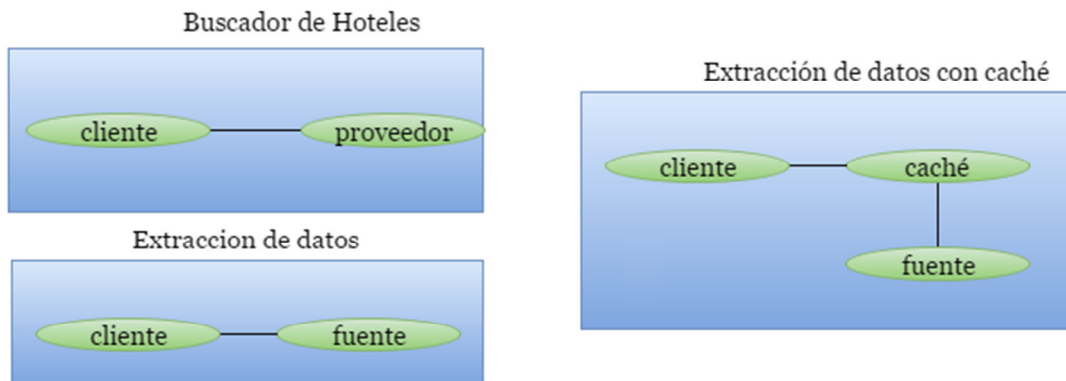 Buscador de Hoteles
cliente
proveedor
Extraccion de datos
cliente
fuente
Extracción de datos con caché
cliente
caché
fuente